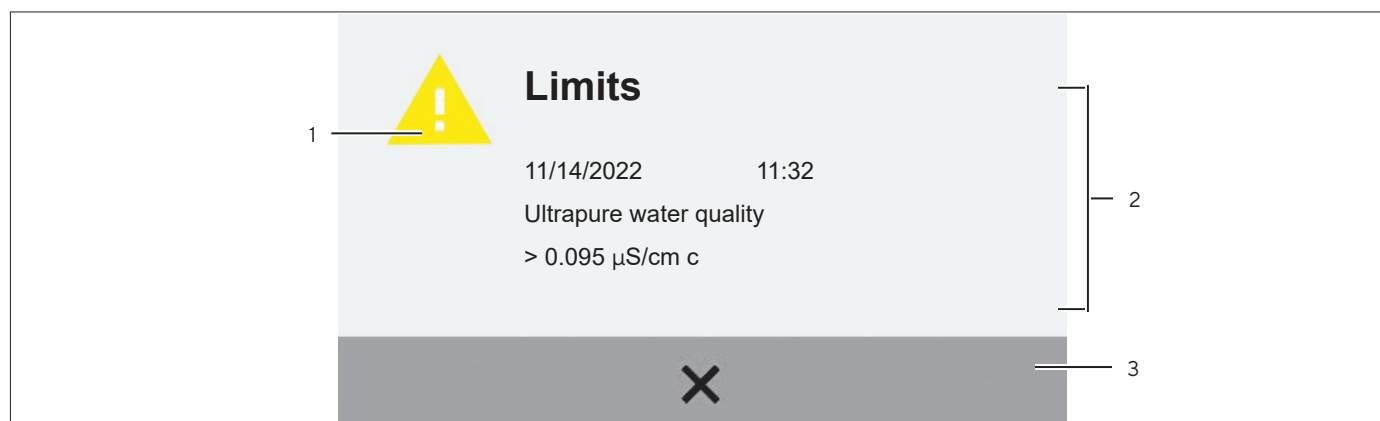 Limits
1
11/14/2022 11:32
2
Ultrapure water quality
> 0.095 µS/cm c
3